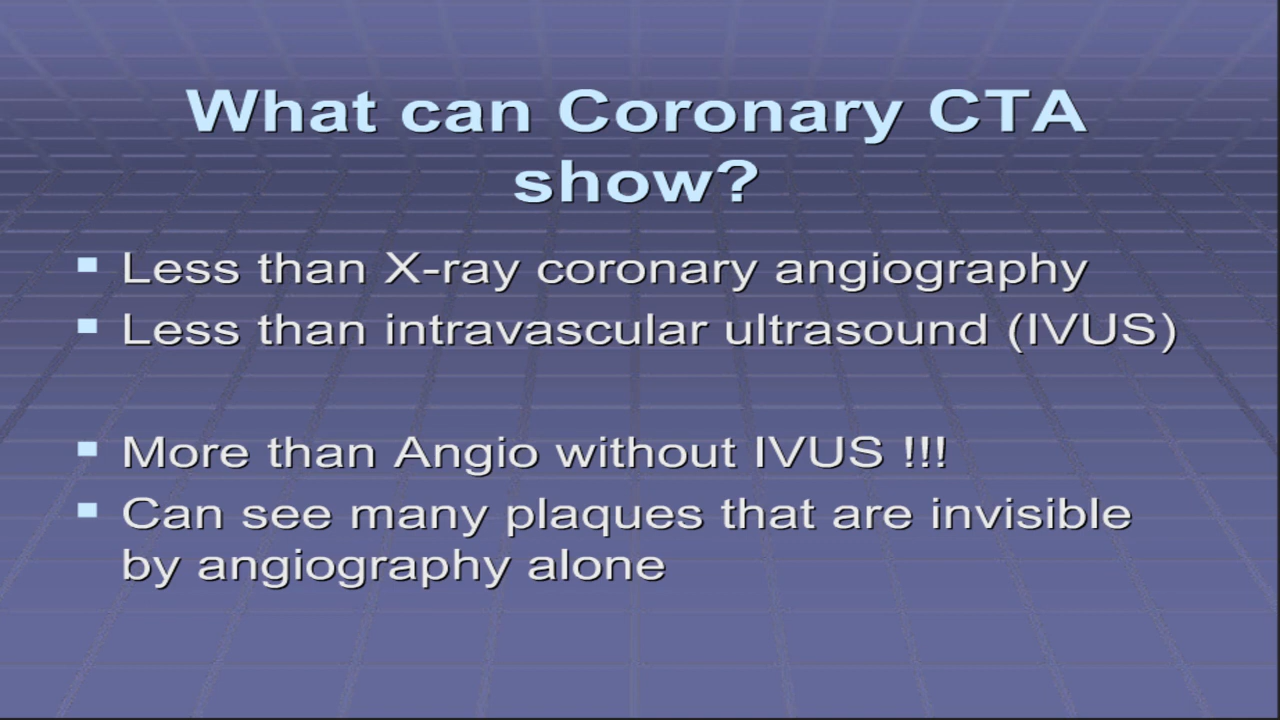 What can Coronary CTA
show?
Less than X-ray coronary angiography
Less than intravascular ultrasound (IVUS)
More than Angio without IVUS !!!
Can see many plaques that are invisible
by angiography alone